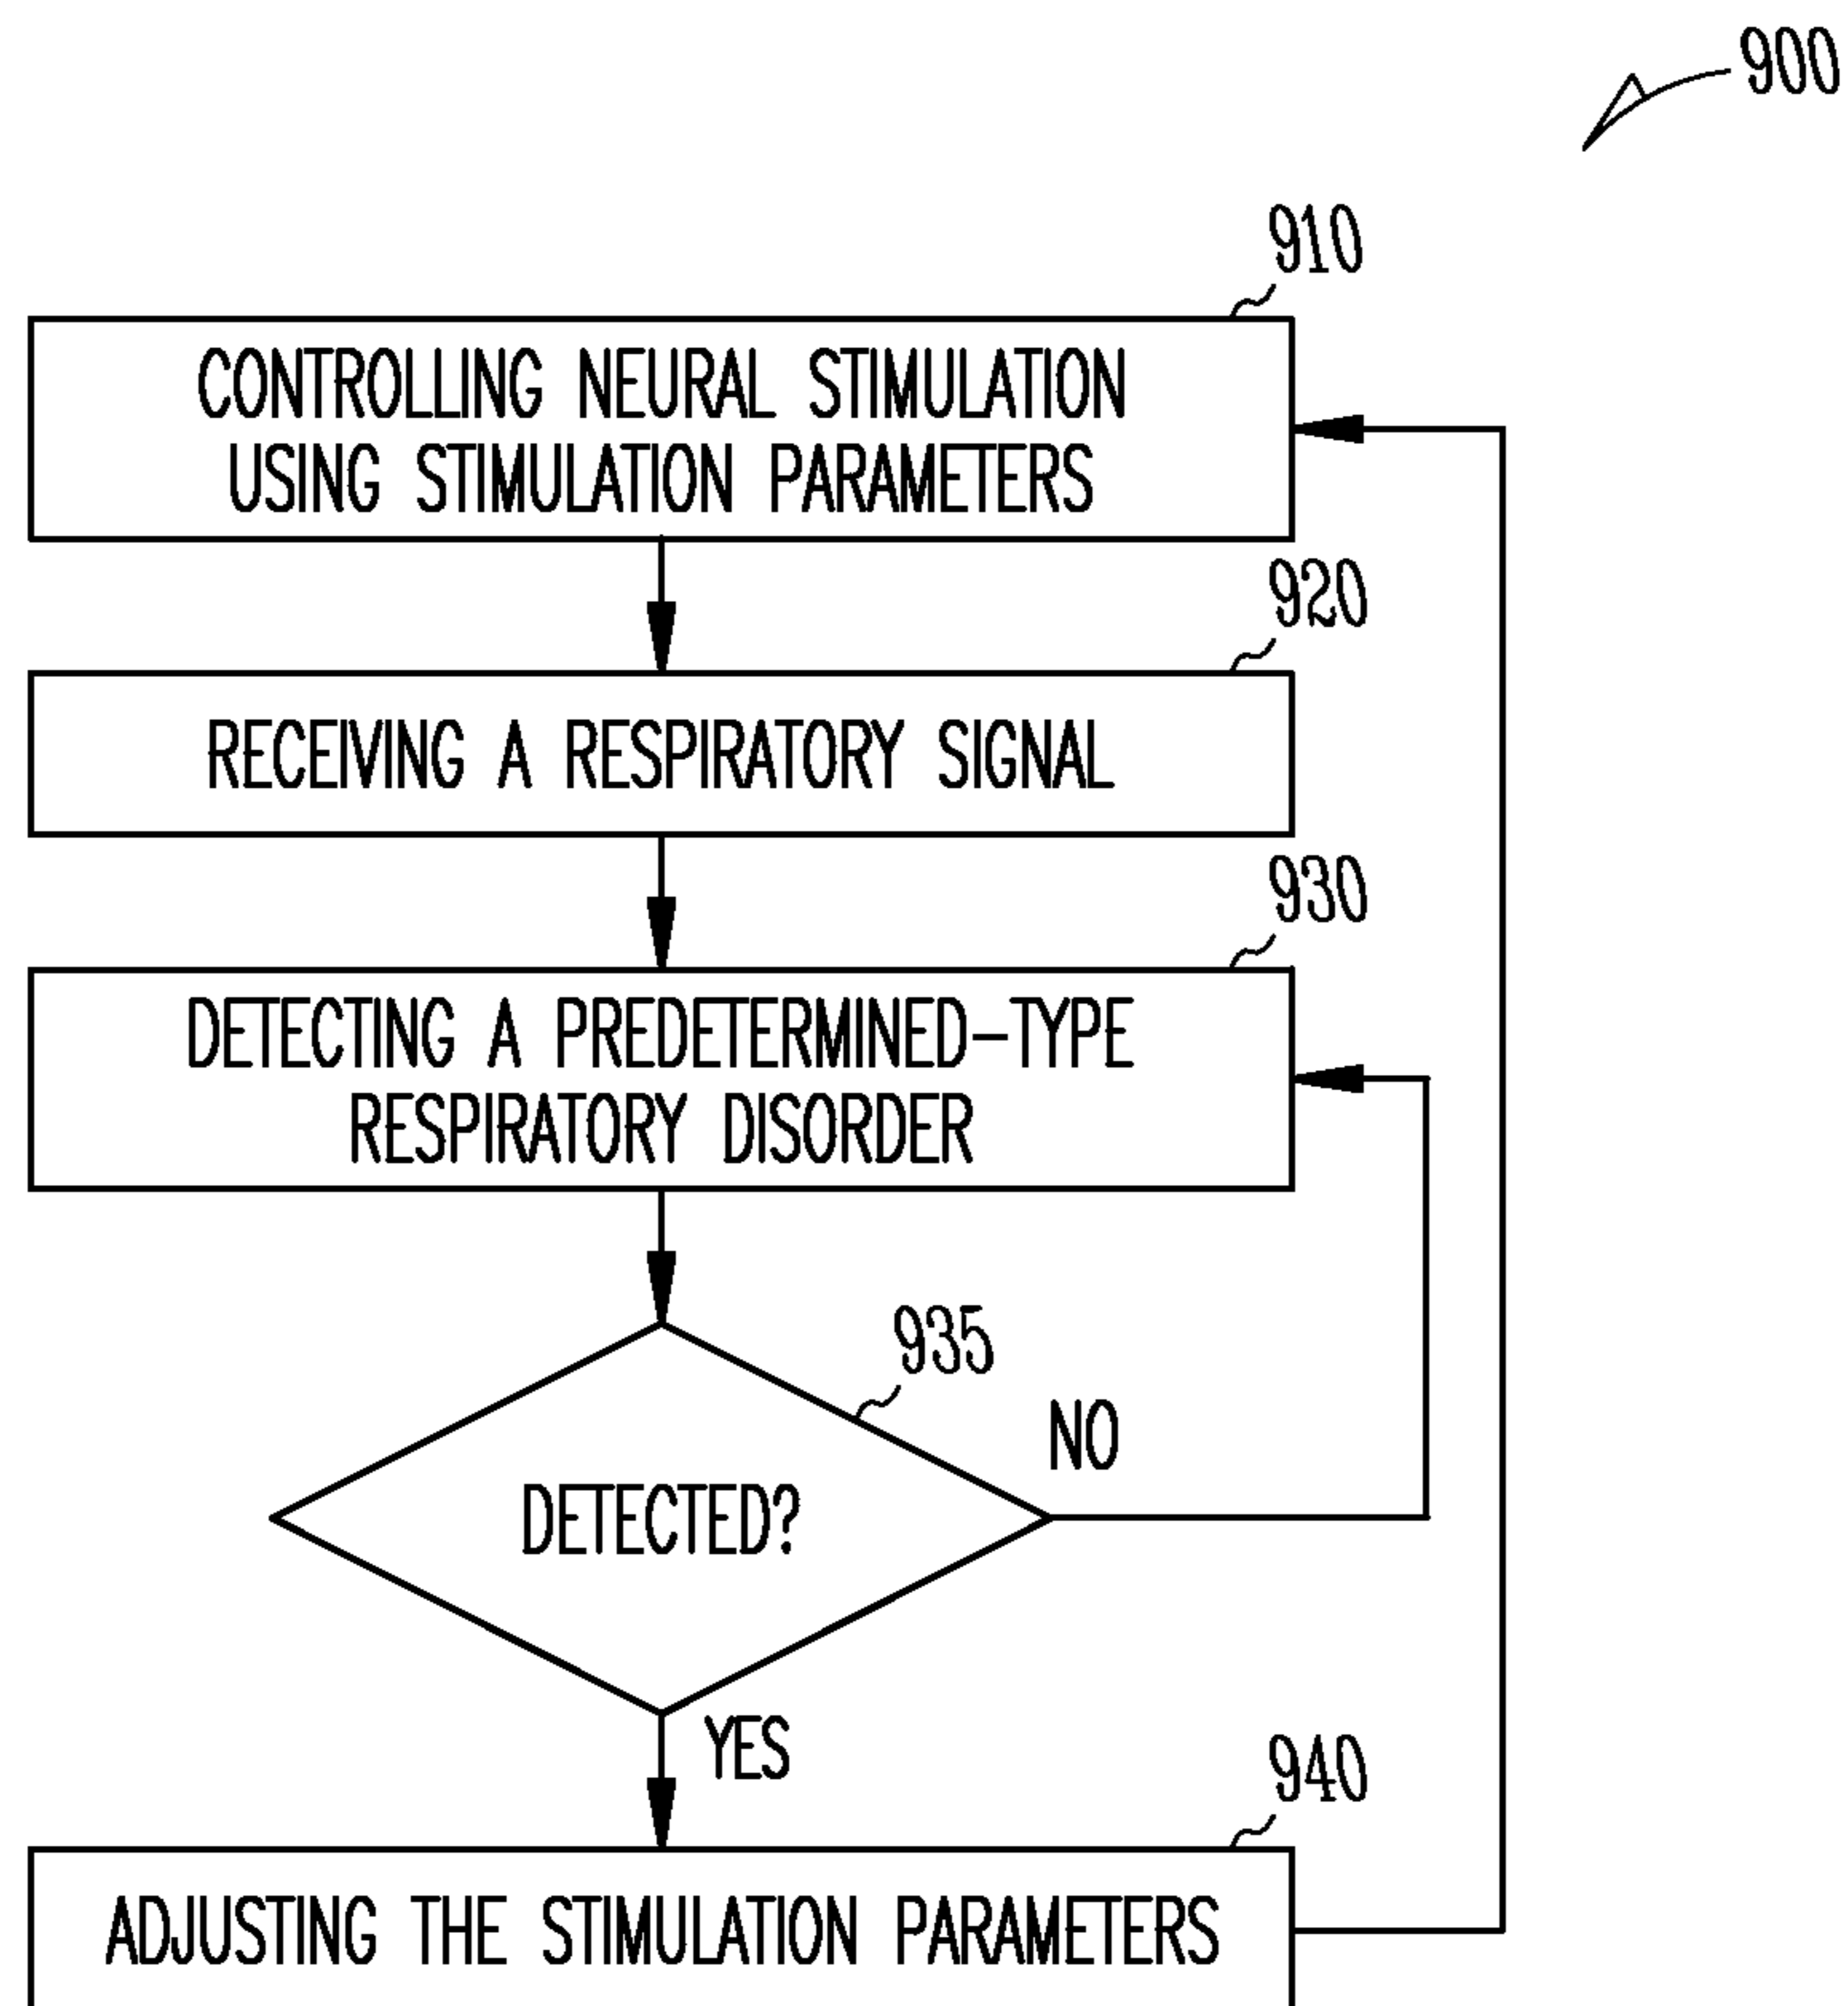 900
910
CONTROLLING NEURAL STIMULATION
USING STIMULATION PARAMETERS
920
RECEIVING A RESPIRATORY SIGNAL
930
DETECTING A PREDETERMINED-TYPE
RESPIRATORY DISORDER
935
NO
DETECTED?
YES
940
ADJUSTING THE STIMULATION PARAMETERS